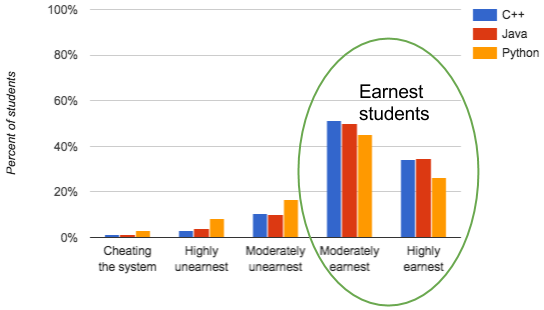 100%
C++
Java
Python
80%
Earnest
students
60%
Percent of students
40%
20%
0%
Cheating
the system
Highly
unearnest
Moderately
unearnest
Moderately
earnest
Highly
earnest